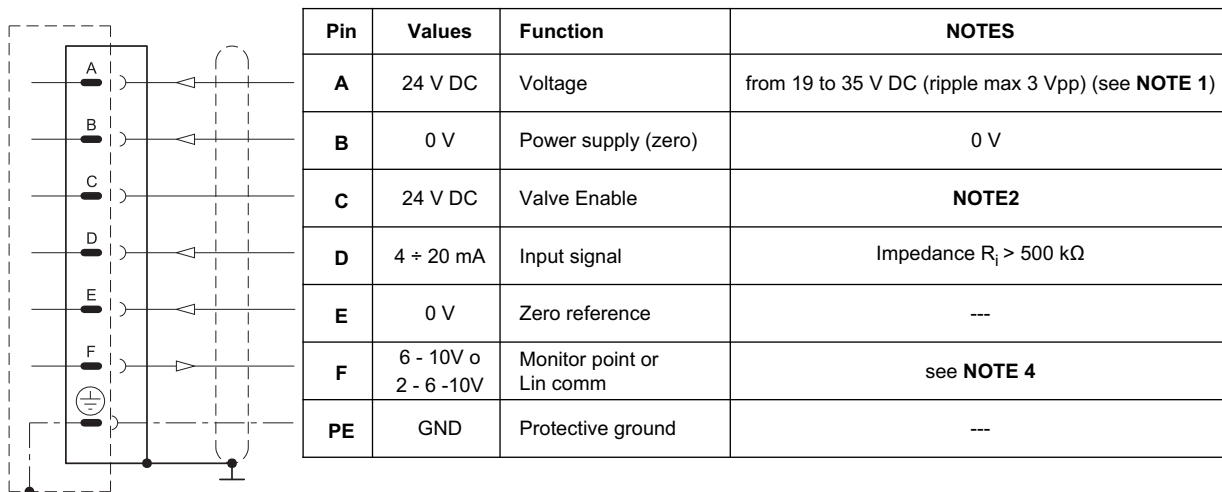 Pin Values Function NOTES
A
A 24 V DC Voltage from 19 to 35 V DC (ripple max 3 Vpp) (see NOTE 1)
B
B 0 V Power supply (zero) 0 V
C
C 24 V DC Valve Enable NOTE2
D
D 4 ÷ 20 mA Input signal Impedance Ri > 500 kΩ
E
E 0 V Zero reference ---
F
F 6 - 10V o 2 - 6 -10V Monitor point or Lin comm see NOTE 4
PE GND Protective ground ---